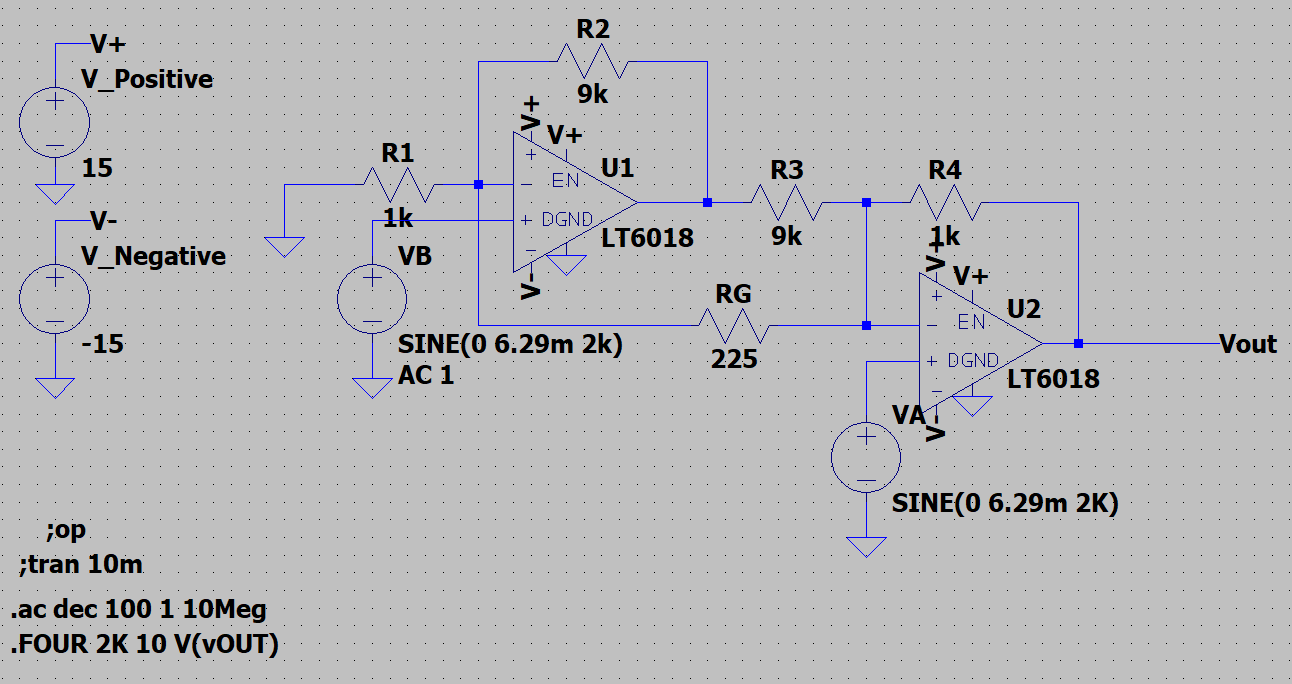 V+
V_Positive
15
V-
V_Negative
-15
R2
9k
V+
V+
U1
EN
DGND
LT6018
V-
R1
1k
VB
SINE(0 6.29m 2k)
AC 1
R3
9k
R4
1k
RG
225
V+
V+
U2
EN
DGND
LT6018
V-
Vout
VA
SINE(0 6.29m 2K)
;op
;tran 10m
.ac dec 100 1 10Meg
.FOUR 2K 10 V(vOUT)